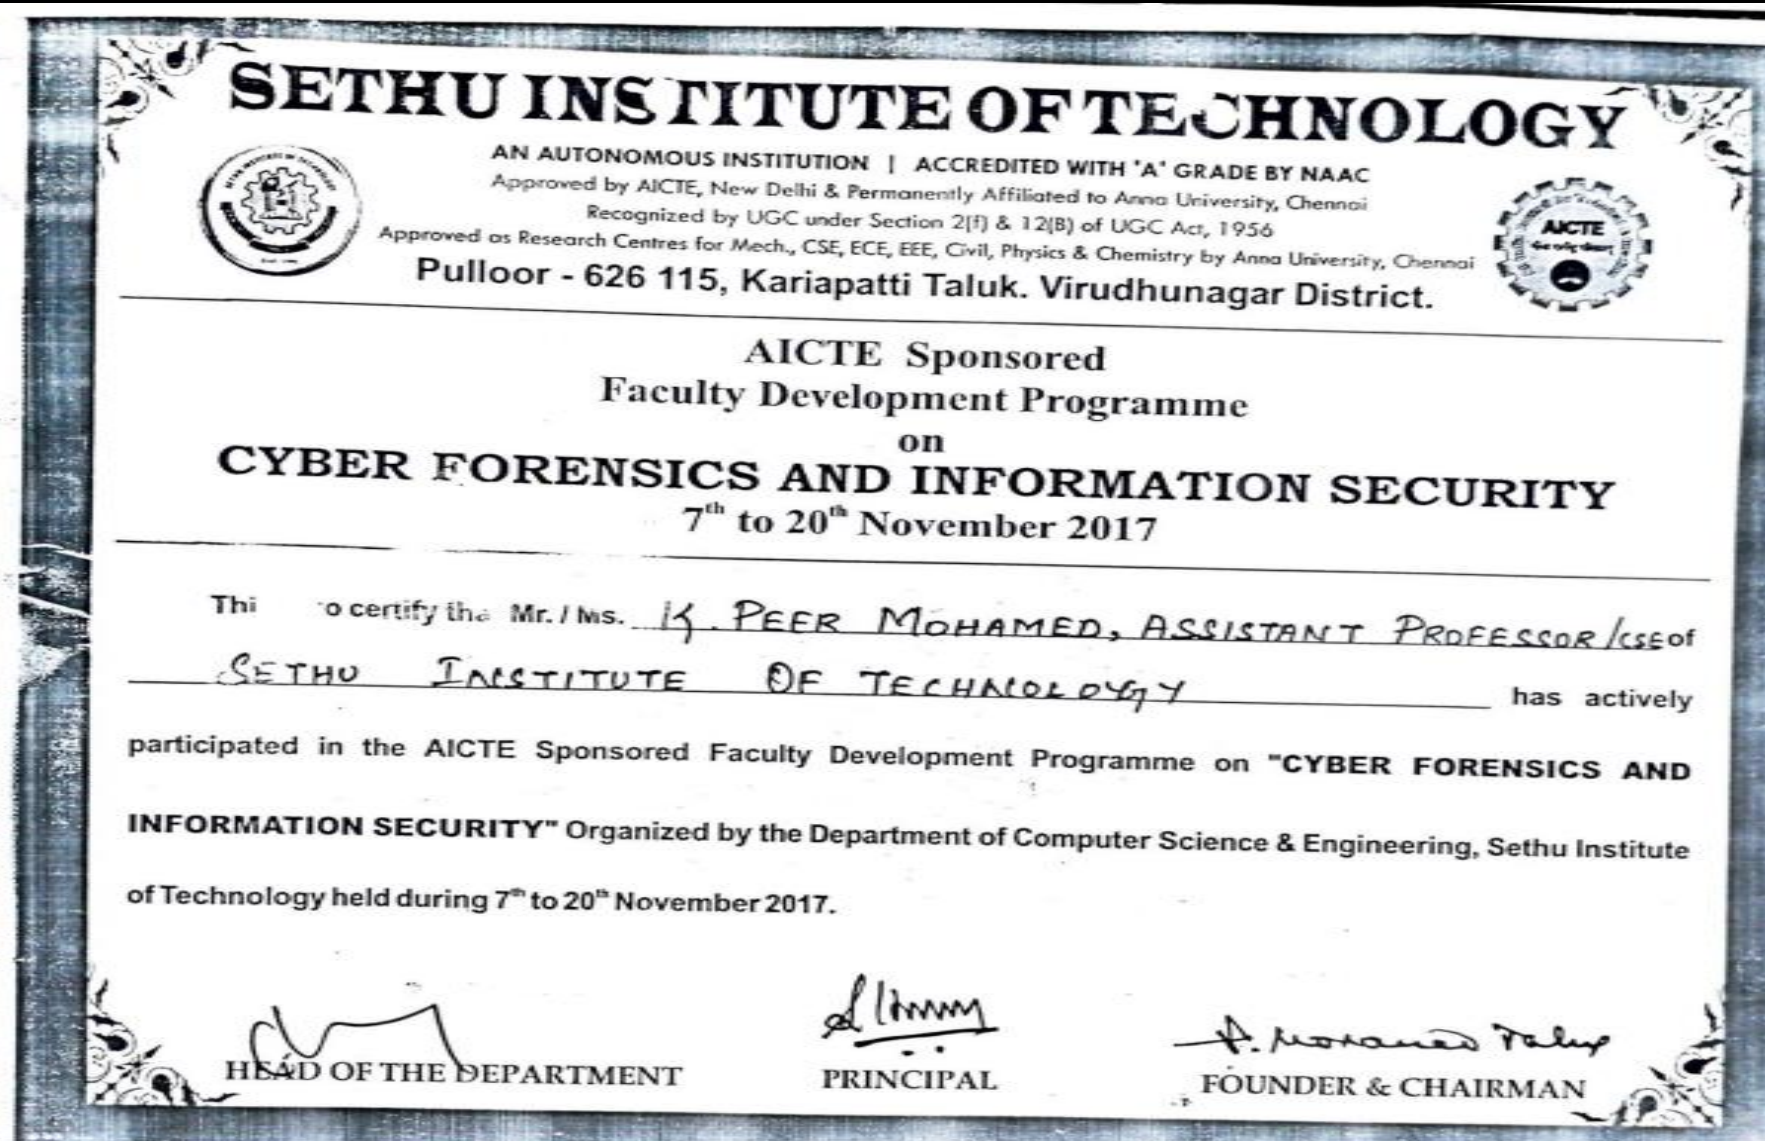 SETHU INSTITUTE OF TECHNOLOGY
AN AUTONOMOUS INSTITUTION | ACCREDITED WITH 'A' GRADE BY NAAC
Approved by AICTE, New Delhi & Permanently Affiliated to Anna University, Chennai
Recognized by UGC under Section 2(f) & 12(B) of UGC Act, 1956
Approved as Research Centres for Mech., CSE, ECE, EEE, Civil, Physics & Chemistry by Anna University, Chennai
Pulloor - 626 115, Kariapatti Taluk. Virudhunagar District.
AICTE
AICTE Sponsored
Faculty Development Programme
on
CYBER FORENSICS AND INFORMATION SECURITY
7th to 20th November 2017
Thi o certify tha Mr. / Ms. K. PEER MOHAMED, ASSISTANT PROFESSOR/CSE of
SETHU INSTITUTE OF TECHNOLOGY has actively
participated in the AICTE Sponsored Faculty Development Programme on "CYBER FORENSICS AND
INFORMATION SECURITY" Organized by the Department of Computer Science & Engineering, Sethu Institute
of Technology held during 7th to 20th November 2017.
HEAD OF THE DEPARTMENT
PRINCIPAL
FOUNDER & CHAIRMAN